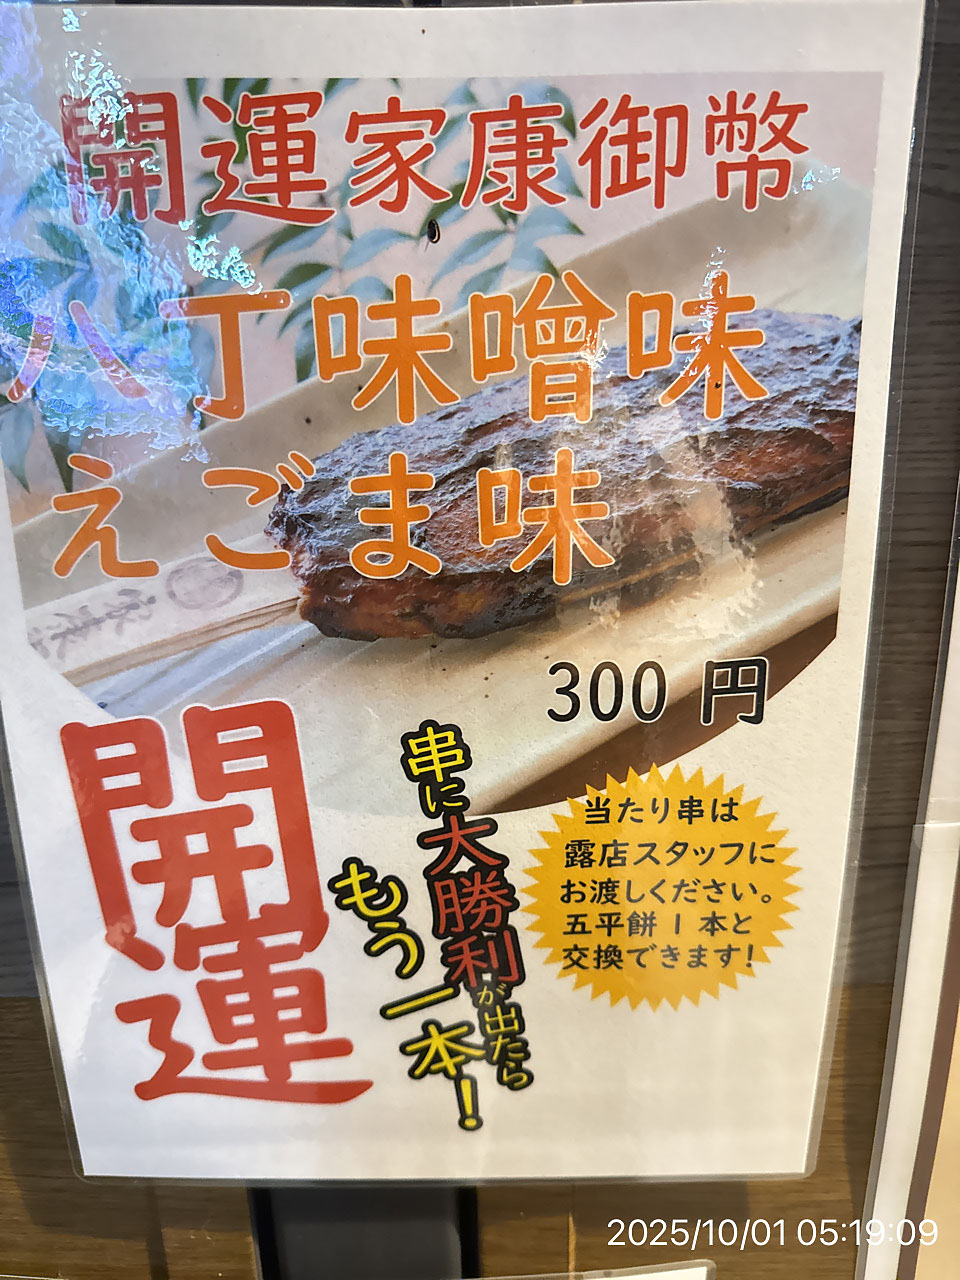 開運家康御幣
八丁味噌味
えごま味
300 円
開運
串に大勝利が出たら
もう一本！
当たり串は
露店スタッフに
お渡しください。
五平餅 1 本と
交換できます！
2025/10/01 05:19:09